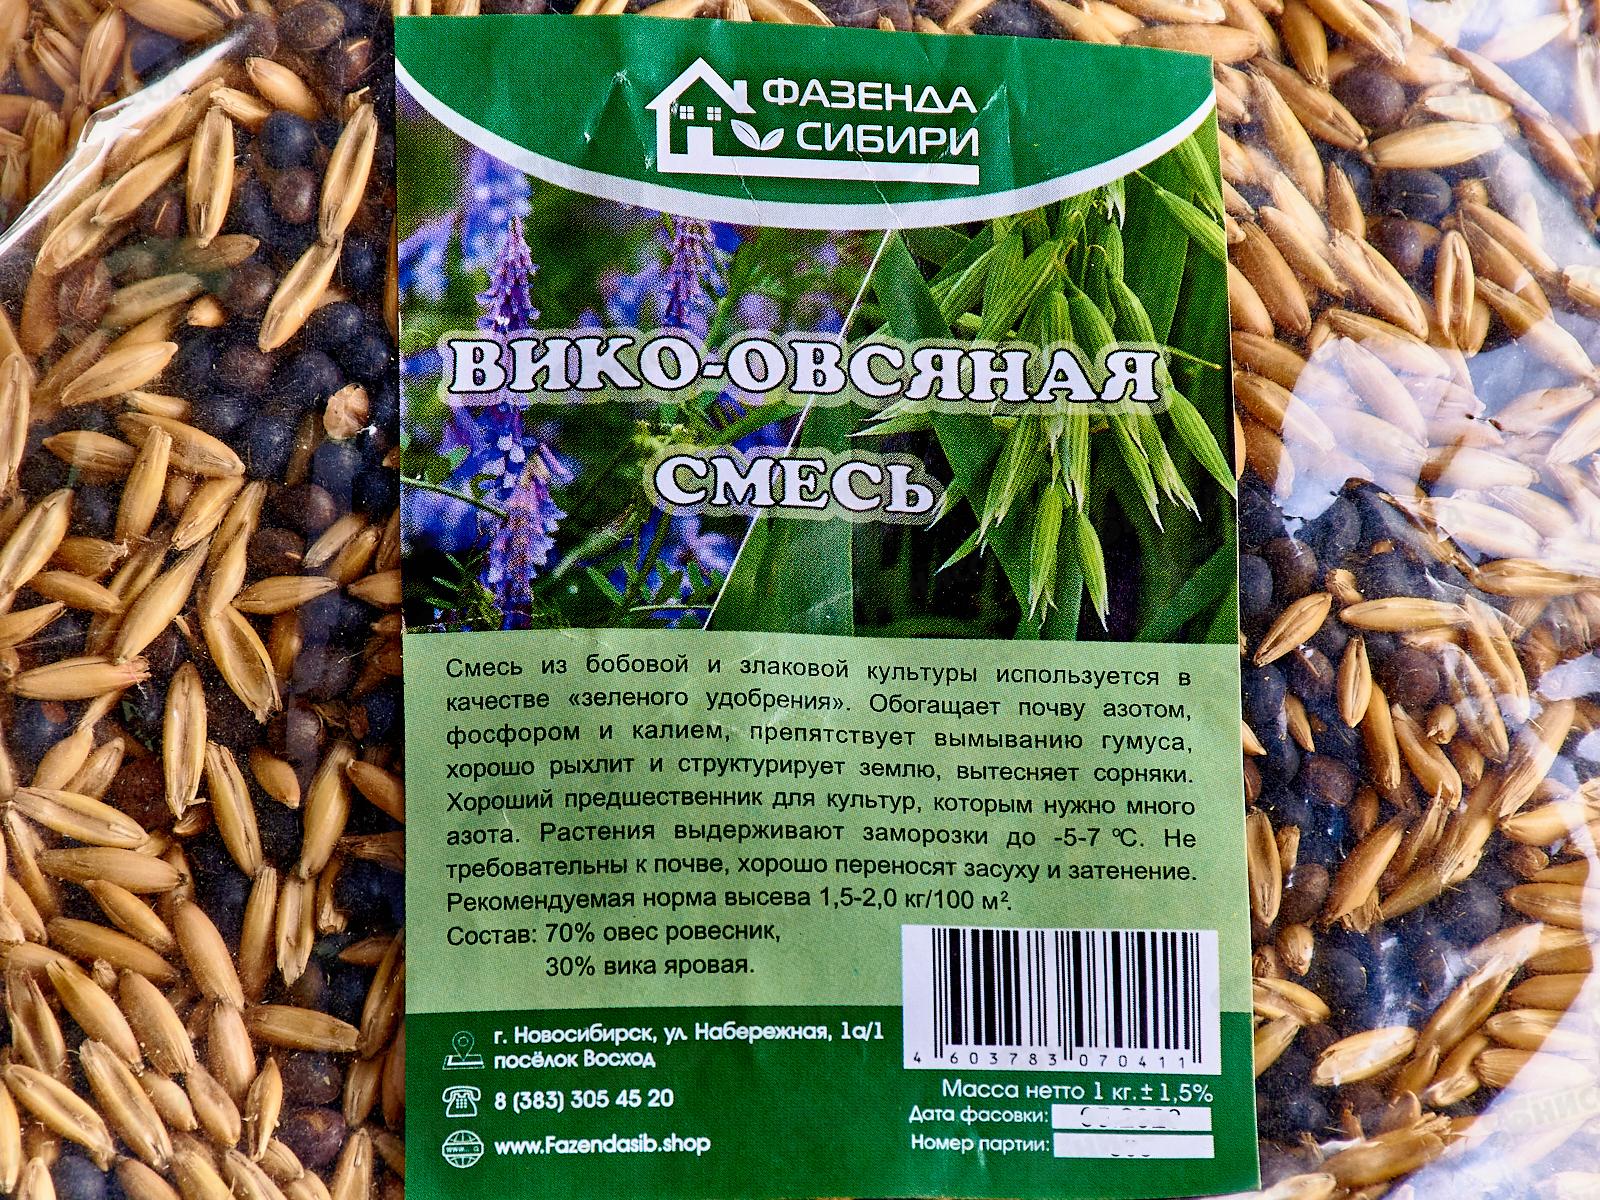 ФАЗЕНДА
СИБИРИ
ВИКО-ОВСЯНАЯ
СМЕСЬ
Смесь из бобовой и злаковой культуры используется в
качестве «зеленого удобрения». Обогащает почву азотом,
фосфором и калием, препятствует вымыванию гумуса,
хорошо рыхлит и структурирует землю, вытесняет сорняки.
Хороший предшественник для культур, которым нужно много
азота. Растения выдерживают заморозки до -5-7 ºС. Не
требовательны к почве, хорошо переносят засуху и затенение.
Рекомендуемая норма высева 1,5-2,0 кг/100 м².
Состав: 70% овес ровесник,
30% вика яровая.
г. Новосибирск, ул. Набережная, 1а/1
посёлок Восход
8 (383) 305 45 20
www.Fazendasib.shop
4 603783 070411
Масса нетто 1 кг.± 1,5%
Дата фасовки:
Номер партии: